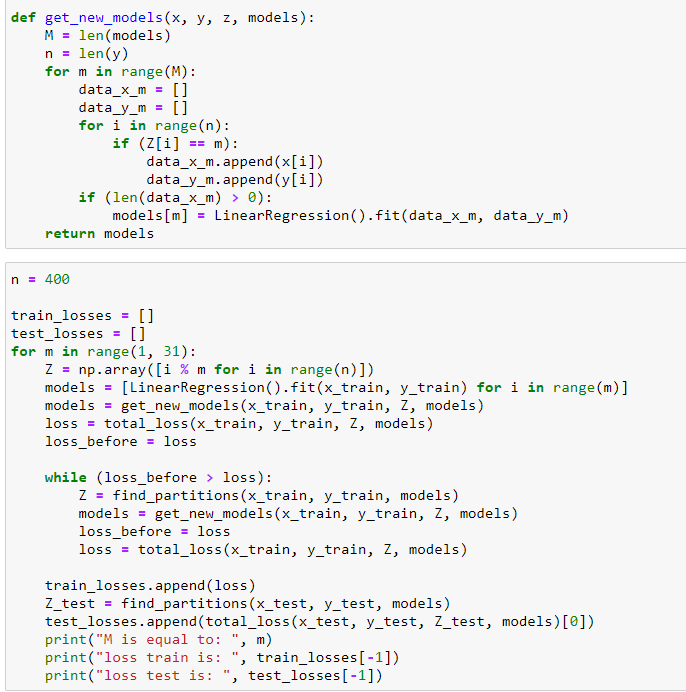 def get_new_models(x, y, z, models):
    M = len(models)
    n = len(y)
    for m in range(M):
        data_x_m = []
        data_y_m = []
        for i in range(n):
            if (Z[i] == m):
                data_x_m.append(x[i])
                data_y_m.append(y[i])
        if (len(data_x_m) > 0):
            models[m] = LinearRegression().fit(data_x_m, data_y_m)
    return models
n = 400
train_losses = []
test_losses = []
for m in range(1, 31):
    Z = np.array([i % m for i in range(n)])
    models = [LinearRegression().fit(x_train, y_train) for i in range(m)]
    models = get_new_models(x_train, y_train, Z, models)
    loss = total_loss(x_train, y_train, Z, models)
    loss_before = loss
    while (loss_before > loss):
        Z = find_partitions(x_train, y_train, models)
        models = get_new_models(x_train, y_train, Z, models)
        loss_before = loss
        loss = total_loss(x_train, y_train, Z, models)
    train_losses.append(loss)
    Z_test = find_partitions(x_test, y_test, models)
    test_losses.append(total_loss(x_test, y_test, Z_test, models)[0])
    print("M is equal to: ", m)
    print("loss train is: ", train_losses[-1])
    print("loss test is: ", test_losses[-1])